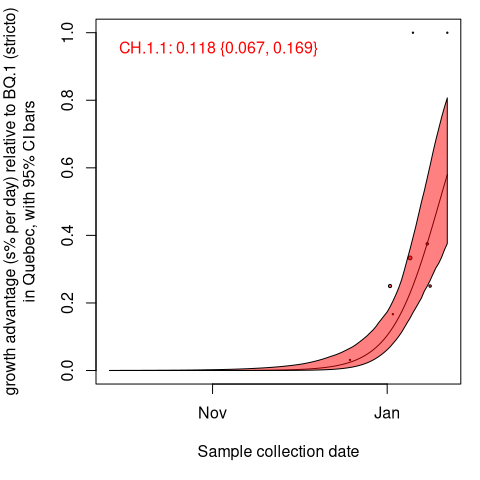 growth advantage (s% per day) relative to BQ.1 (stricto)
in Quebec, with 95% CI bars
CH.1.1: 0.118 {0.067, 0.169}
1.0
0.8
0.6
0.4
0.2
0.0
Nov Jan
Sample collection date